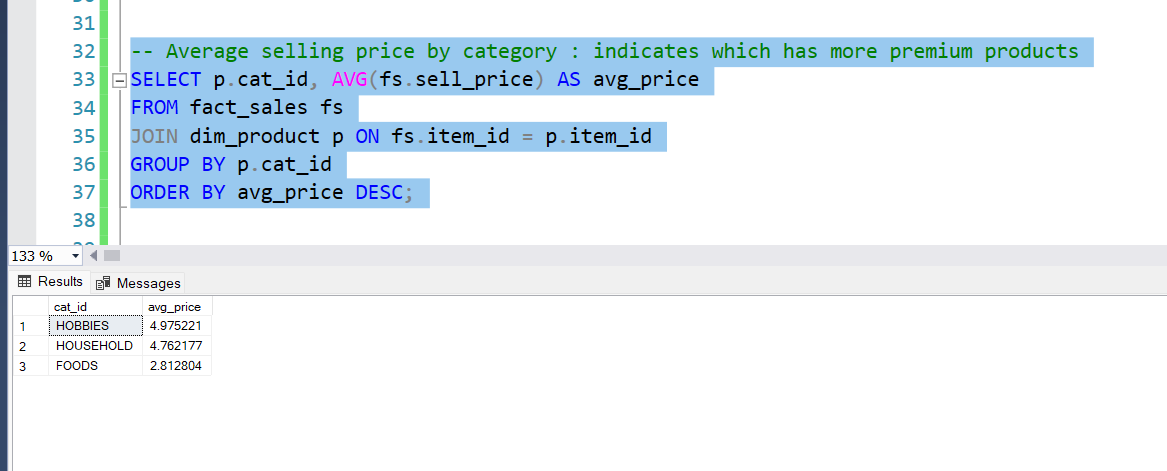 31
32 -- Average selling price by category : indicates which has more premium products
33 SELECT p.cat_id, AVG(fs.sell_price) AS avg_price
34 FROM fact_sales fs
35 JOIN dim_product p ON fs.item_id = p.item_id
36 GROUP BY p.cat_id
37 ORDER BY avg_price DESC;
38
133 %
Results Messages
cat_id avg_price
1 HOBBIES 4.975221
2 HOUSEHOLD 4.762177
3 FOODS 2.812804